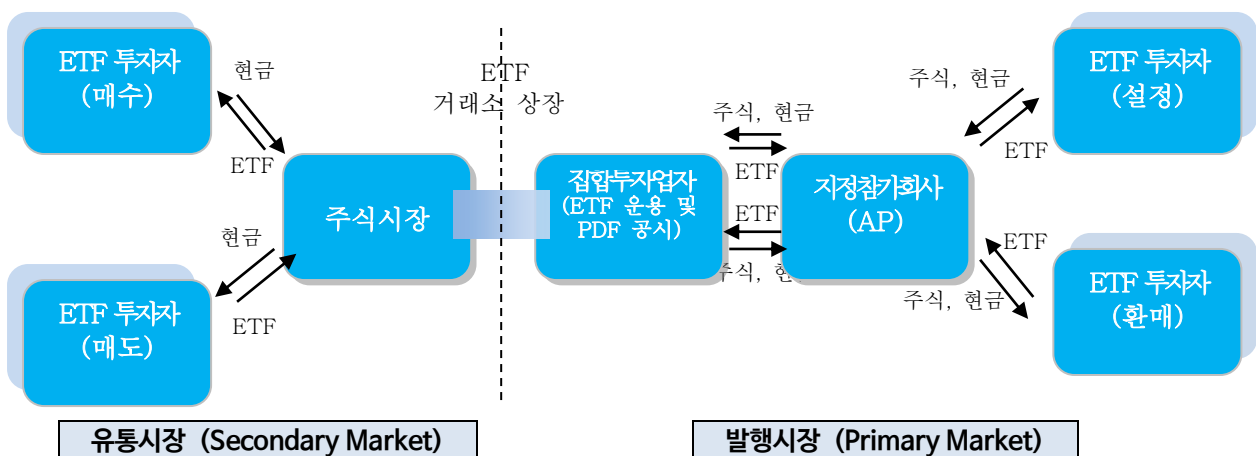 ETF 투자자
(매수)
현금
ETF
ETF
거래소 상장
주식시장
현금
ETF
ETF 투자자
(매도)
집합투자업자
(ETF 운용 및
PDF 공시)
주식, 현금
ETF
ETF
주식, 현
지정참가회사
(AP)
주식, 현금
ETF
ETF 투자자
(설정)
ETF
주식, 현금
ETF 투자자
(환매)
유통시장 (Secondary Market)
발행시장 (Primary Market)